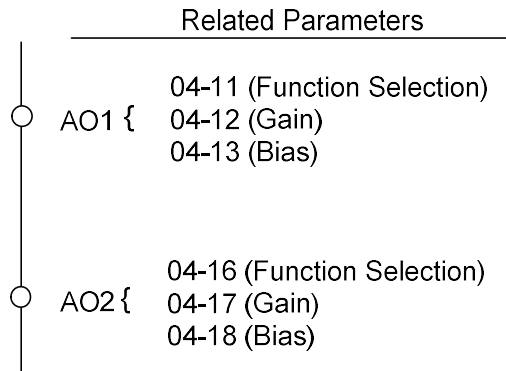 Related Parameters
04-11 (Function Selection)
AO1 { 04-12 (Gain)
04-13 (Bias)
04-16 (Function Selection)
AO2 { 04-17 (Gain)
04-18 (Bias)